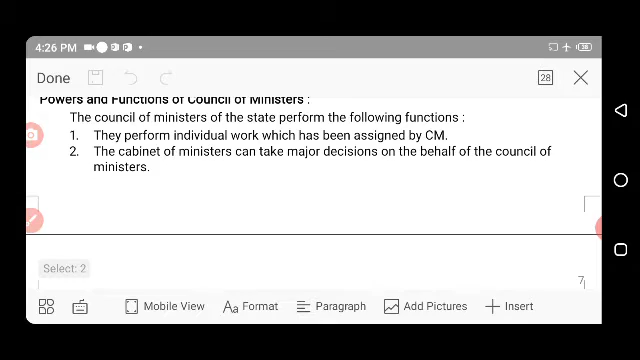 4:26 PM
28
Done
28
Powers and Functions of Council of Ministers :
The council of ministers of the state perform the following functions :
1. They perform individual work which has been assigned by CM.
2. The cabinet of ministers can take major decisions on the behalf of the council of
ministers.
Select: 2
7
Mobile View
Aa Format
Paragraph
Add Pictures
Insert